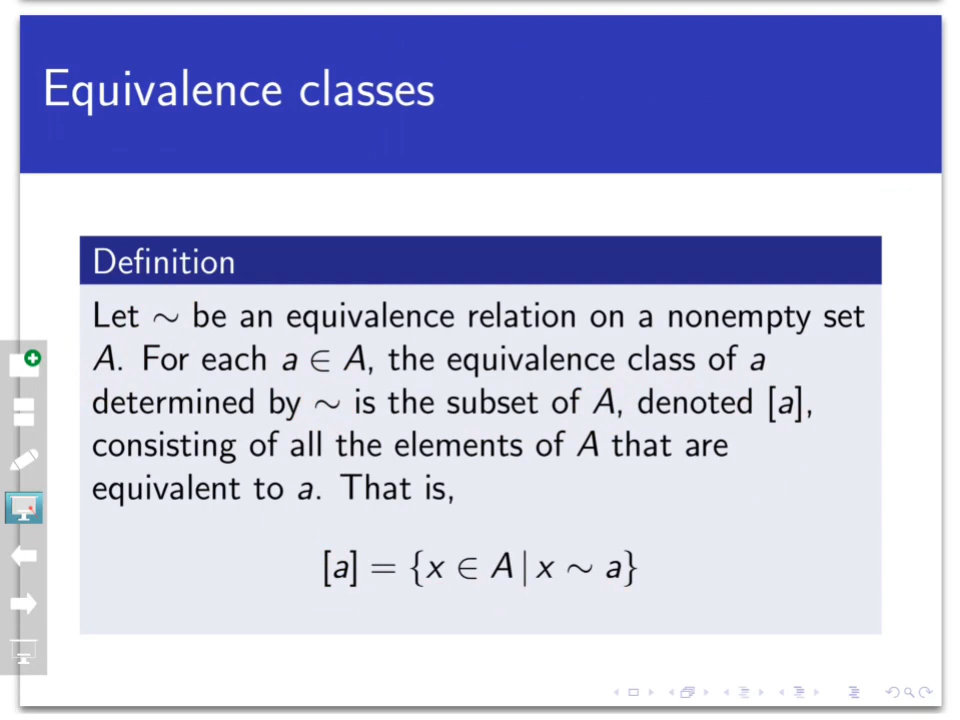 Equivalence classes
Definition
Let ∼ be an equivalence relation on a nonempty set
A. For each a ∈ A, the equivalence class of a
determined by ∼ is the subset of A, denoted [a],
consisting of all the elements of A that are
equivalent to a. That is,
[a] = {x ∈ A | x ∼ a}